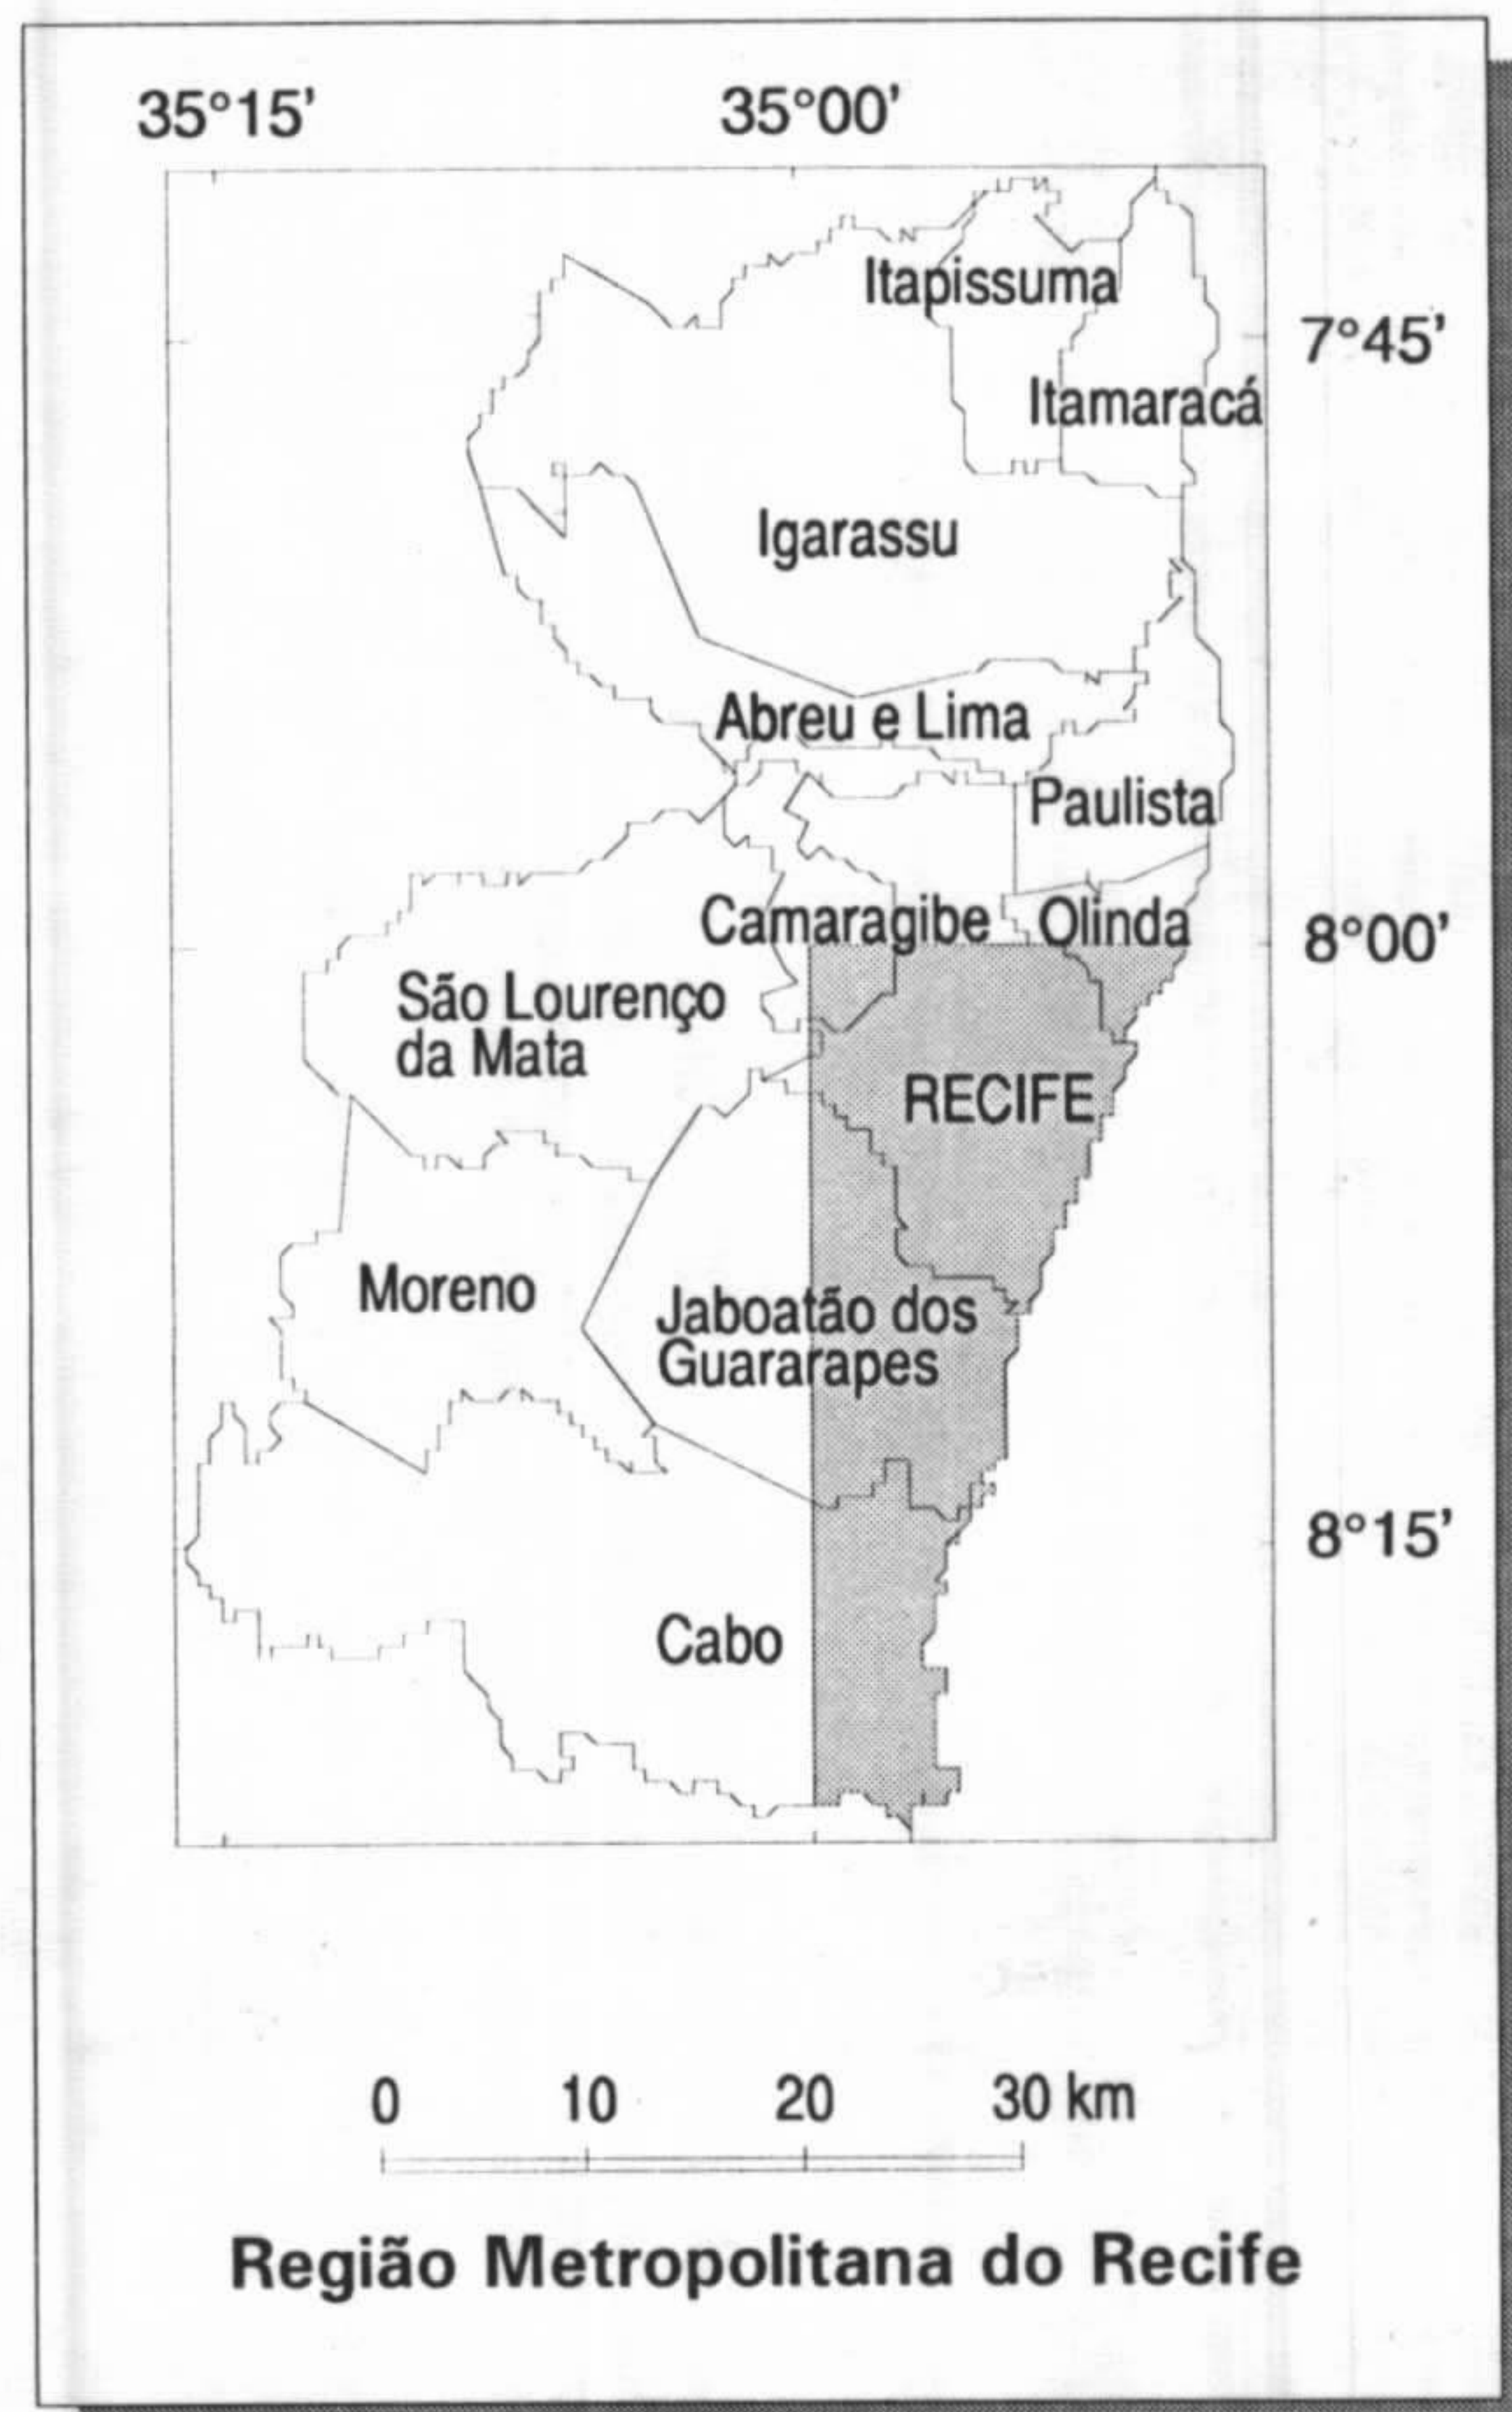 35°15' 35°00'
Itapissuma
7°45'
Itamaracá
Igarassu
Abreu e Lima
Paulista
Camaragibe Olinda 8°00'
São Lourenço
da Mata
RECIFE
Moreno
Jaboatão dos
Guararapes
8°15'
Cabo
0 10 20 30 km
Região Metropolitana do Recife